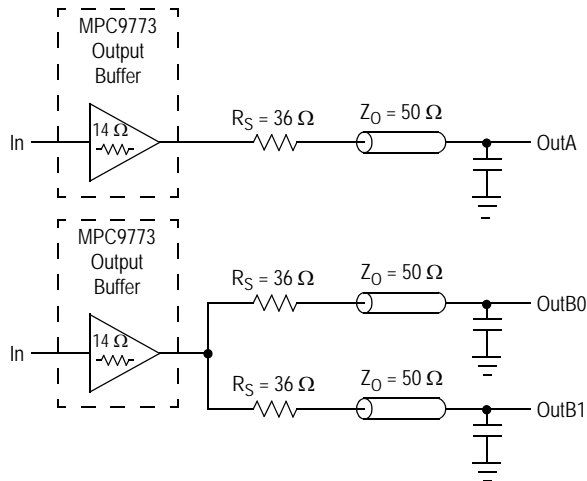 MPC9773
Output
Buffer
14 Ω
In
R_S = 36 Ω
Z_O = 50 Ω
OutA
MPC9773
Output
Buffer
14 Ω
In
R_S = 36 Ω
Z_O = 50 Ω
OutB0
R_S = 36 Ω
Z_O = 50 Ω
OutB1